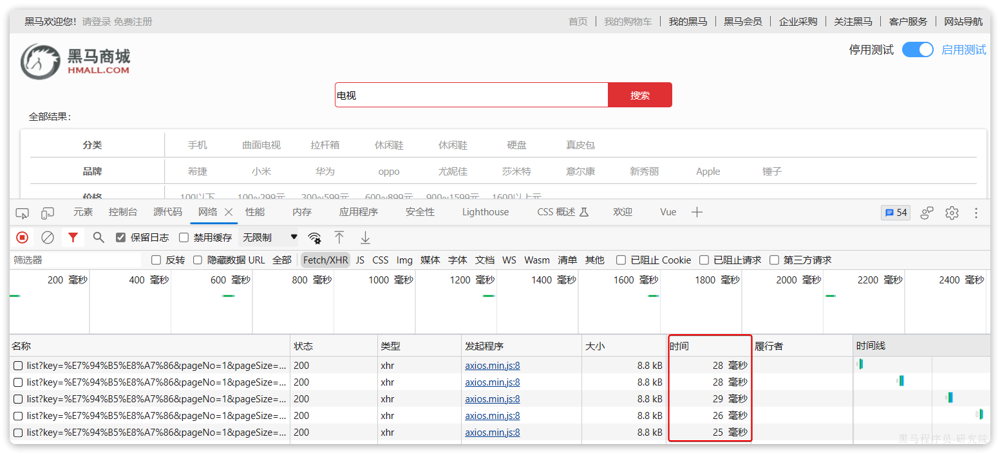 黑马欢迎您! 请登录 免费注册 首页 我的购物车 我的黑马 黑马会员 企业采购 关注黑马 客户服务 网站导航
黑马商城
HMALL.COM
停用测试 启用测试
电视 搜索
全部结果:
分类 手机 曲面电视 拉杆箱 休闲鞋 休闲鞋 硬盘 真皮包
品牌 希捷 小米 华为 oppo 尤妮佳 莎米特 意尔康 新秀丽 Apple 锤子
价格 100以下 100~299元 300~599元 600~899元 900~1599元 1600以上元
元素 控制台 源代码 网络 性能 内存 应用程序 安全性 Lighthouse CSS 概述 欢迎 Vue 54
保留日志 禁用缓存 无限制
筛选器 反转 隐藏数据 URL 全部 Fetch/XHR JS CSS Img 媒体 字体 文档 WS Wasm 清单 其他 已阻止 Cookie 已阻止请求 第三方请求
200 毫秒 400 毫秒 600 毫秒 800 毫秒 1000 毫秒 1200 毫秒 1400 毫秒 1600 毫秒 1800 毫秒 2000 毫秒 2200 毫秒 2400 毫秒
名称 状态 类型 发起程序 大小 时间 履行者 时间线
list?key=%E7%94%B5%E8%A7%86&pageNo=1&pageSize=... 200 xhr axios.min.js:8 8.8 kB 28 毫秒
list?key=%E7%94%B5%E8%A7%86&pageNo=1&pageSize=... 200 xhr axios.min.js:8 8.8 kB 28 毫秒
list?key=%E7%94%B5%E8%A7%86&pageNo=1&pageSize=... 200 xhr axios.min.js:8 8.8 kB 29 毫秒
list?key=%E7%94%B5%E8%A7%86&pageNo=1&pageSize=... 200 xhr axios.min.js:8 8.8 kB 26 毫秒
list?key=%E7%94%B5%E8%A7%86&pageNo=1&pageSize=... 200 xhr axios.min.js:8 8.8 kB 25 毫秒
黑马程序员-研究院